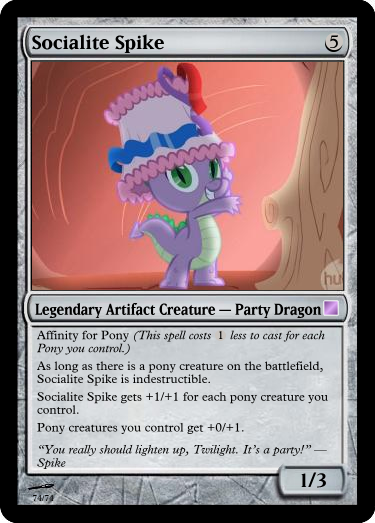 Socialite Spike 5
hu
Legendary Artifact Creature — Party Dragon
Affinity for Pony (This spell costs 1 less to cast for each
Pony you control.)
As long as there is a pony creature on the battlefield,
Socialite Spike is indestructible.
Socialite Spike gets +1/+1 for each pony creature you
control.
Pony creatures you control get +0/+1.
“You really should lighten up, Twilight. It's a party!” —
Spike
1/3
74/74